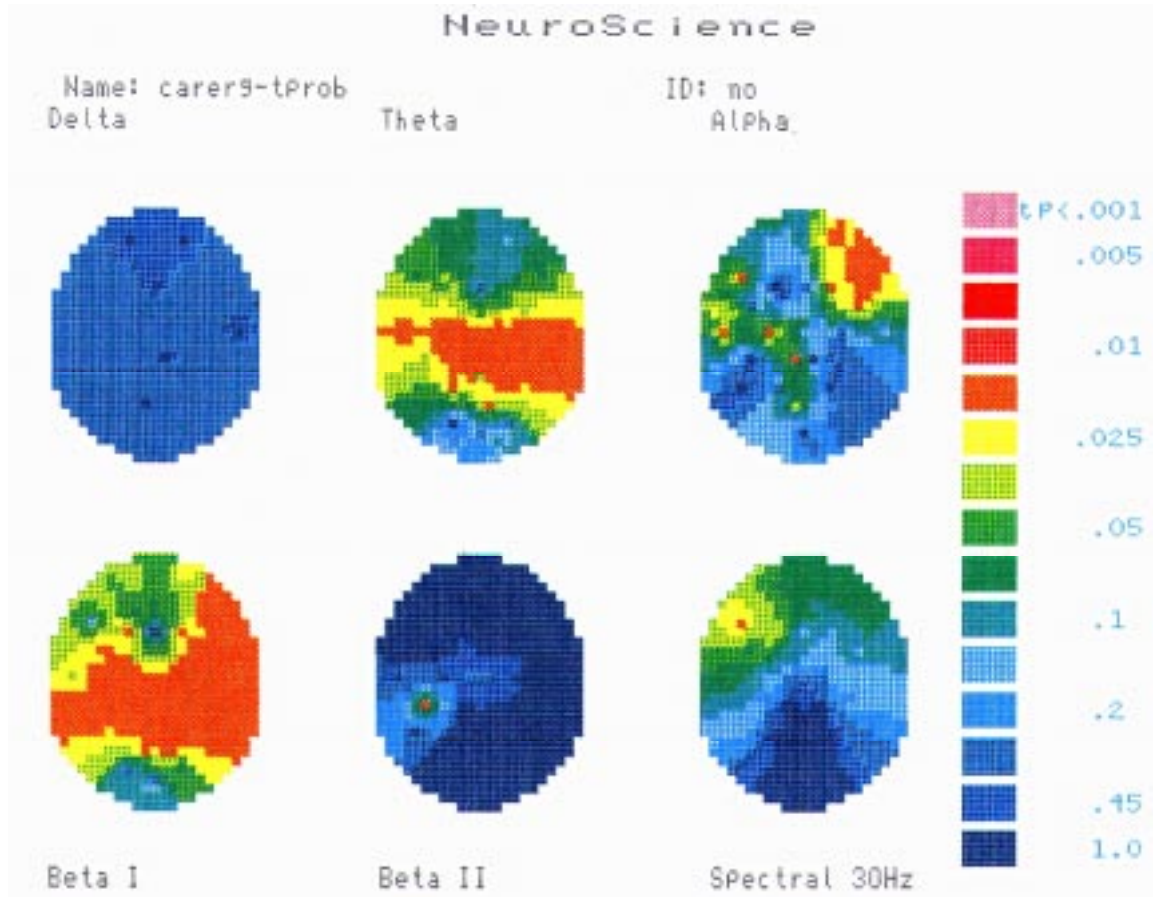 NeuroScience
Name: carer9-tProb ID: no
Delta Theta Alpha
tP<.001
.005
.01
.025
.05
.1
.2
.45
1.0
Beta I Beta II Spectral 30Hz